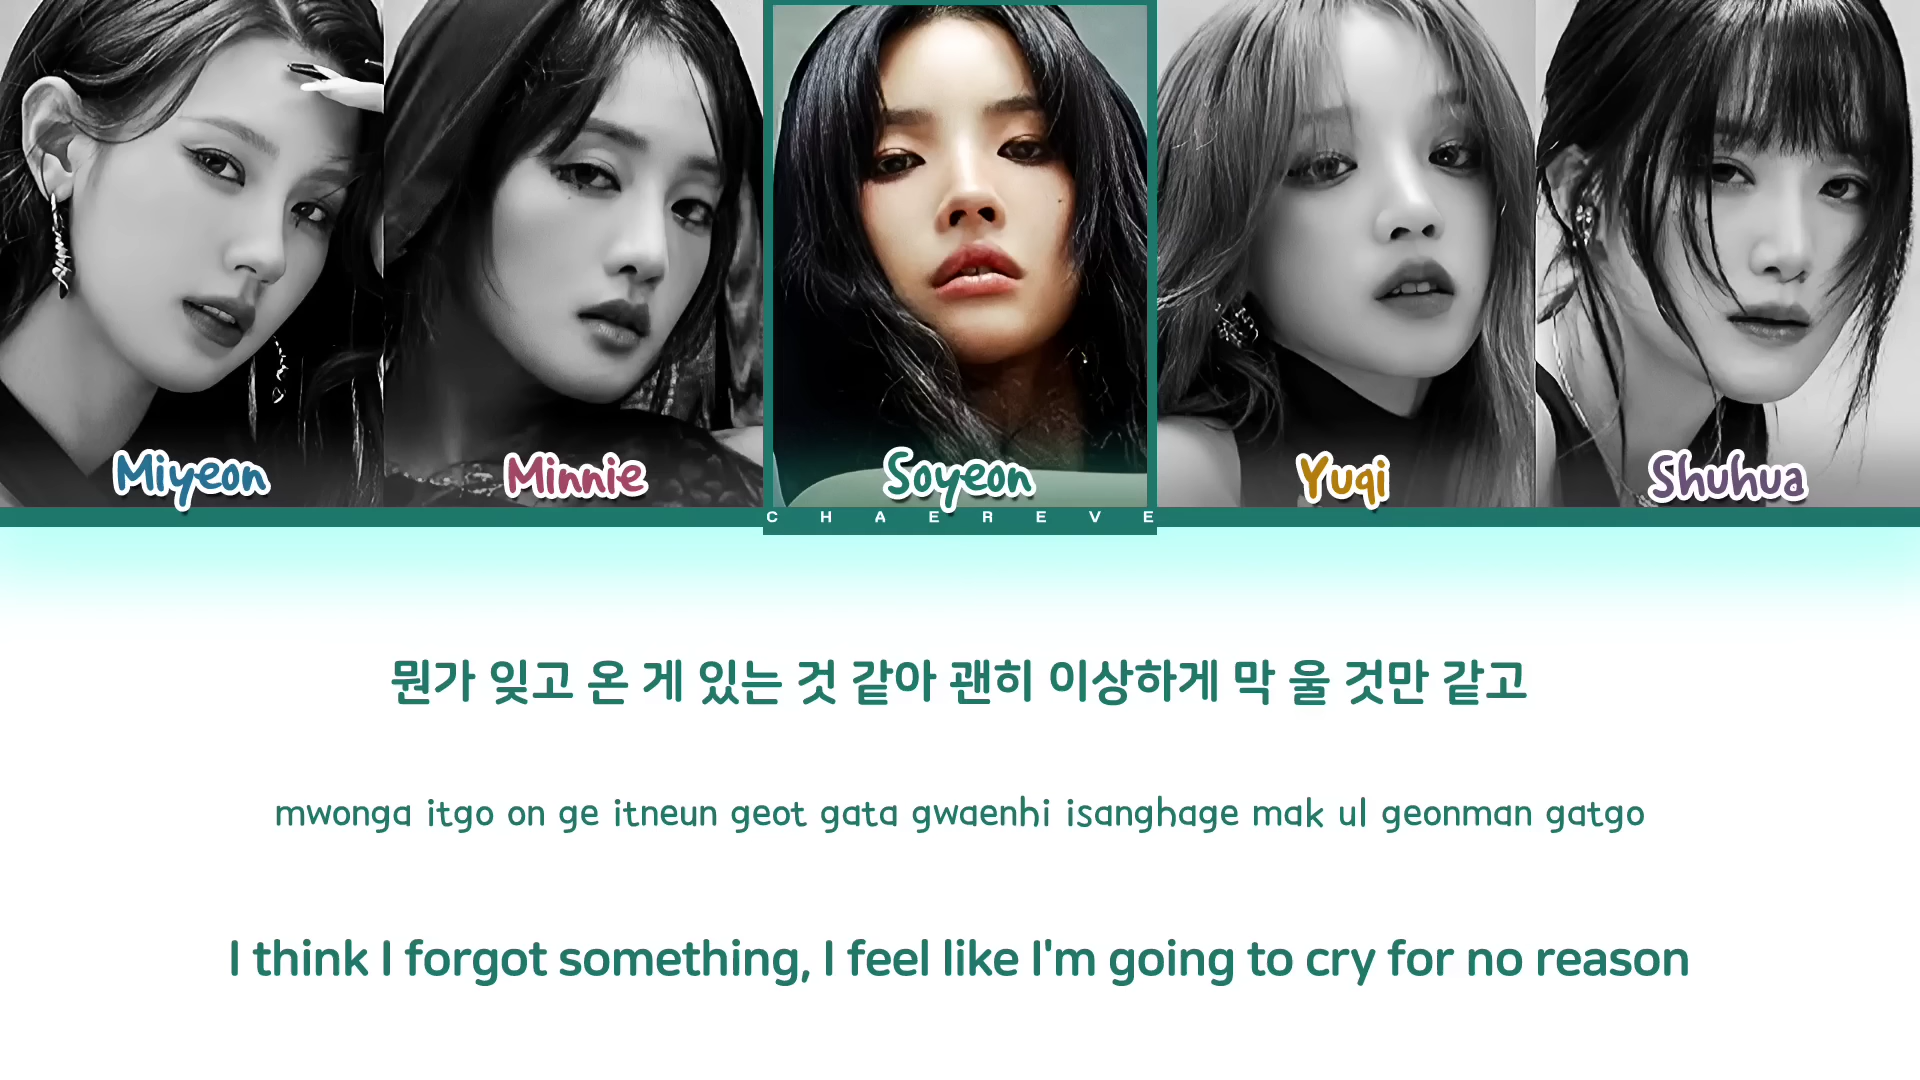 Miyeon
Minnie
Soyeon
Yuqi
Shuhua
CHAEREVE
뭔가 잊고 온 게 있는 것 같아 괜히 이상하게 막 울 것만 같고
mwonga itgo on ge itneun geot gata gwaenhi isanghage mak ul geonman gatgo
I think I forgot something, I feel like I'm going to cry for no reason